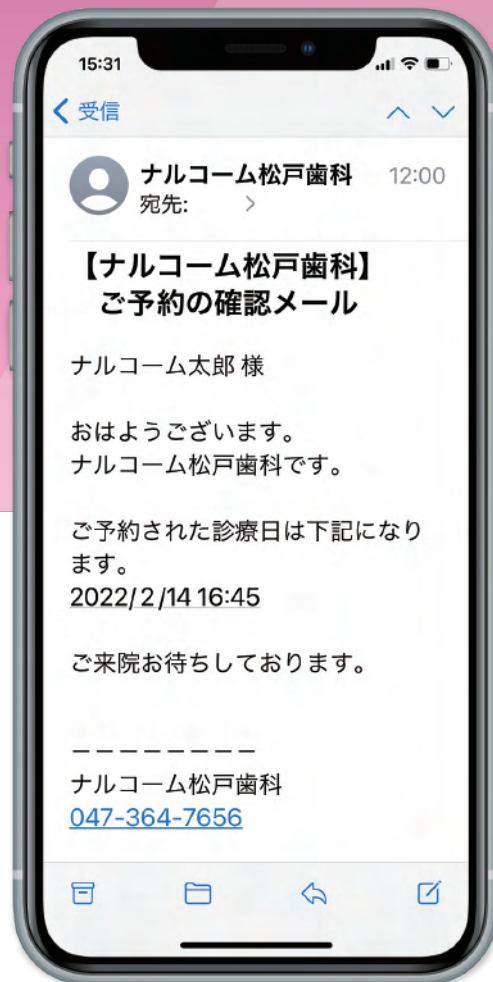 15:31
受信
ナルコーム松戸歯科 12:00
宛先:
【ナルコーム松戸歯科】
ご予約の確認メール
ナルコーム太郎 様
おはようございます。
ナルコーム松戸歯科です。
ご予約された診療日は下記になり
ます。
2022/2/14 16:45
ご来院お待ちしております。
ーーーーーーーー
ナルコーム松戸歯科
047-364-7656